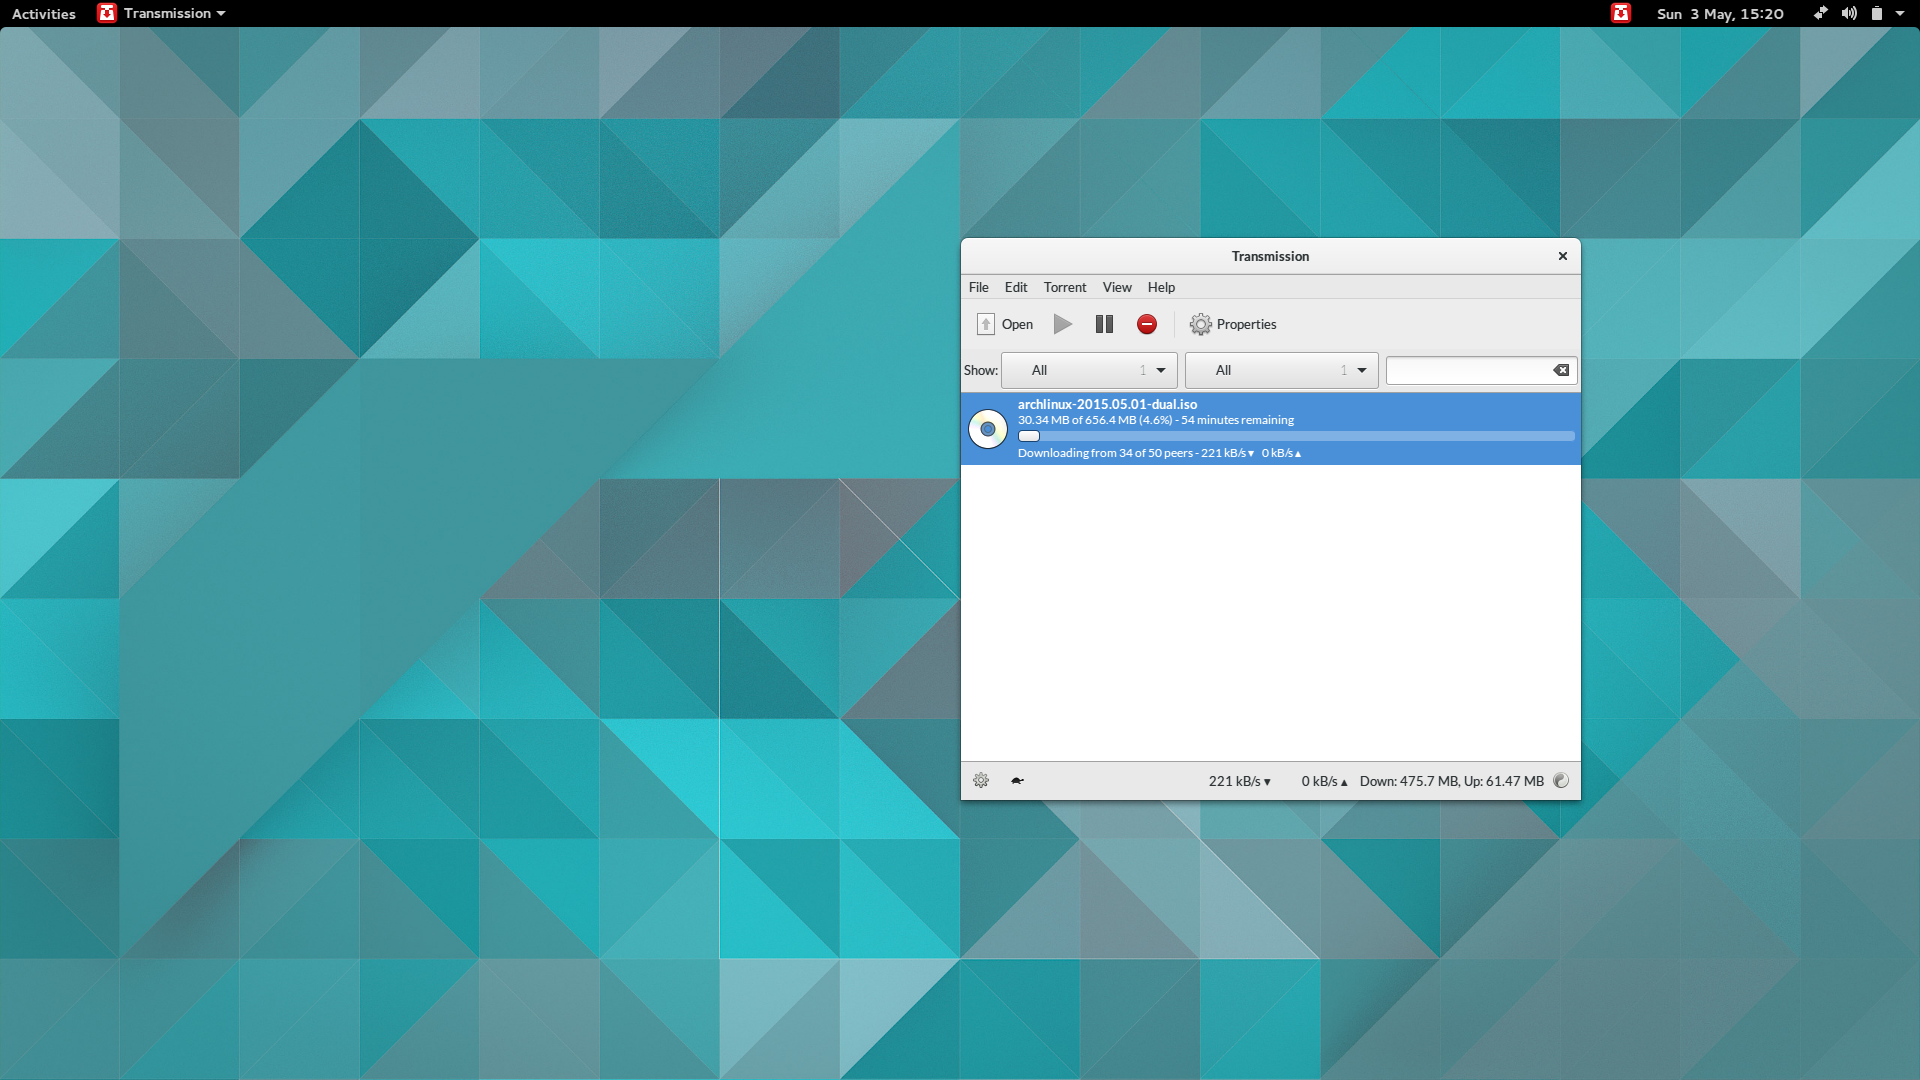 Activities Transmission Sun 3 May, 15:20
Transmission
File Edit Torrent View Help
Open Properties
Show: All 1 All 1
archlinux-2015.05.01-dual.iso
30.34 MB of 656.4 MB (4.6%) - 54 minutes remaining
Downloading from 34 of 50 peers - 221 kB/s▾ 0 kB/s▴
221 kB/s▾ 0 kB/s▴ Down: 475.7 MB, Up: 61.47 MB